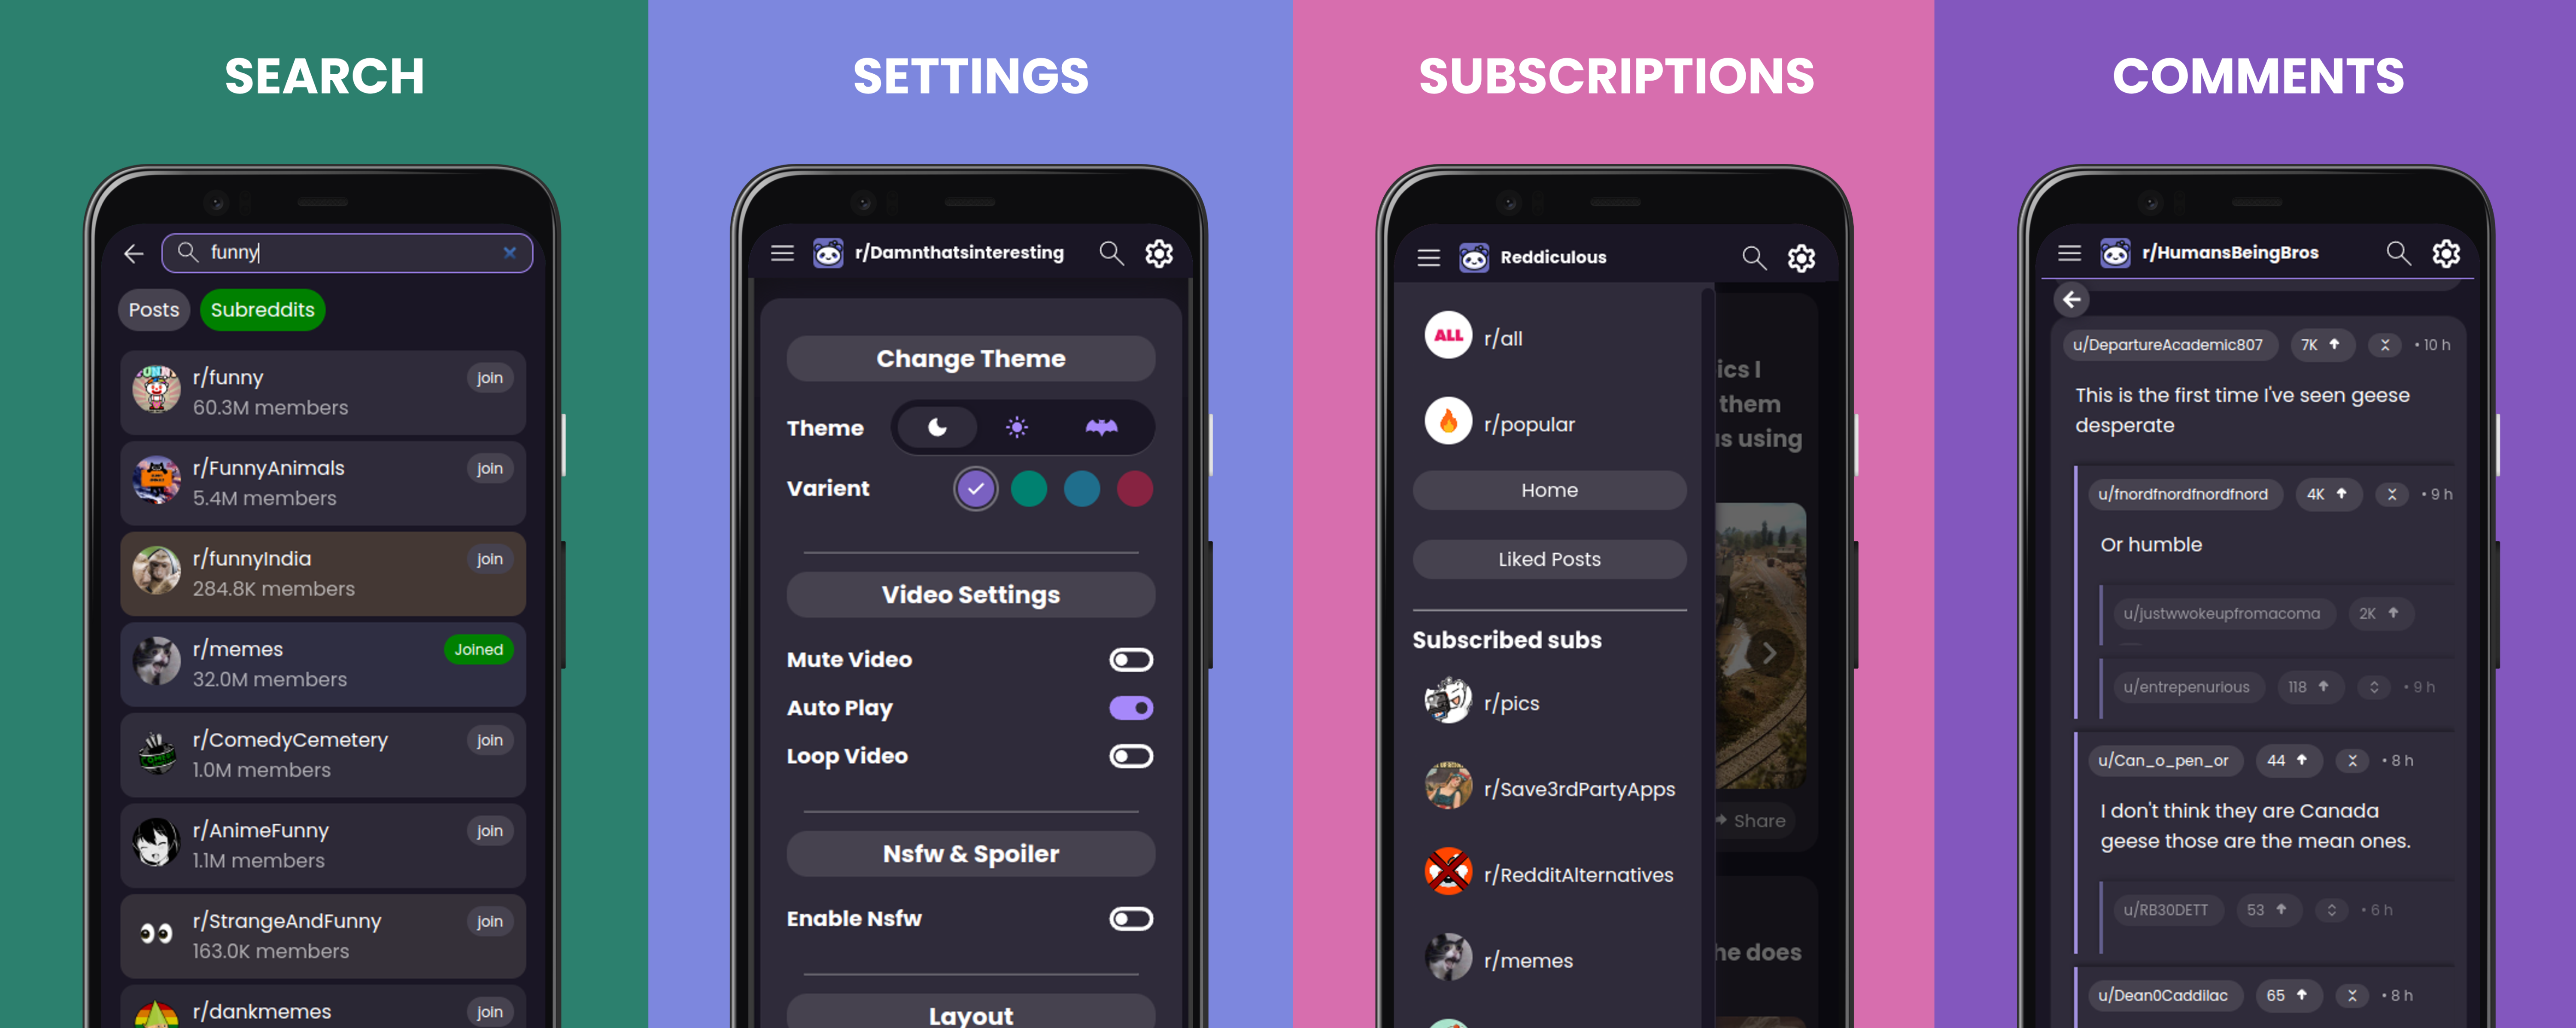 SEARCH
funny
Posts
Subreddits
r/funny
join
60.3M members
r/FunnyAnimals
join
5.4M members
r/funnyIndia
join
284.8K members
r/memes
Joined
32.0M members
r/ComedyCemetery
join
1.0M members
r/AnimeFunny
join
1.1M members
r/StrangeAndFunny
join
163.0K members
r/dankmemes
join
SETTINGS
r/Damnthatsinteresting
Change Theme
Theme
Varient
Video Settings
Mute Video
Auto Play
Loop Video
Nsfw & Spoiler
Enable Nsfw
Layout
SUBSCRIPTIONS
Reddiculous
ALL
r/all
r/popular
Home
Liked Posts
Subscribed subs
r/pics
r/Save3rdPartyApps
r/RedditAlternatives
r/memes
ics I
them
is using
Share
he does
COMMENTS
r/HumansBeingBros
u/DepartureAcademic807 7K • 10 h
This is the first time I've seen geese
desperate
u/fnordfnordfnordfnord 4K • 9 h
Or humble
u/justwwokeupfromacoma 2K
u/entrepenurious 118 • 9 h
u/Can_o_pen_or 44 • 8 h
I don't think they are Canada
geese those are the mean ones.
u/RB30DETT 53 • 6 h
u/Dean0Caddilac 65 • 8 h